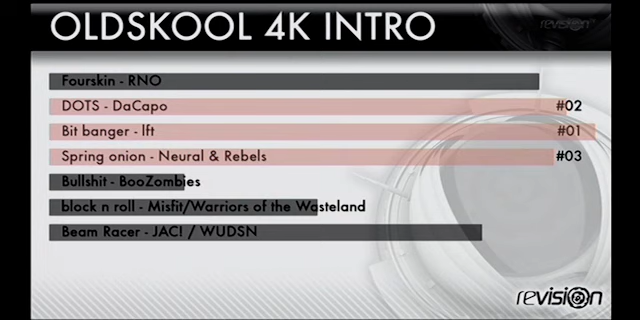 OLDSKOOL 4K INTRO
revision
Fourskin - RNO
DOTS - DaCapo #02
Bit banger - lft #01
Spring onion - Neural & Rebels #03
Bullshit - BooZombies
block n roll - Misfit/Warriors of the Wasteland
Beam Racer - JAC! / WUDSN
revision